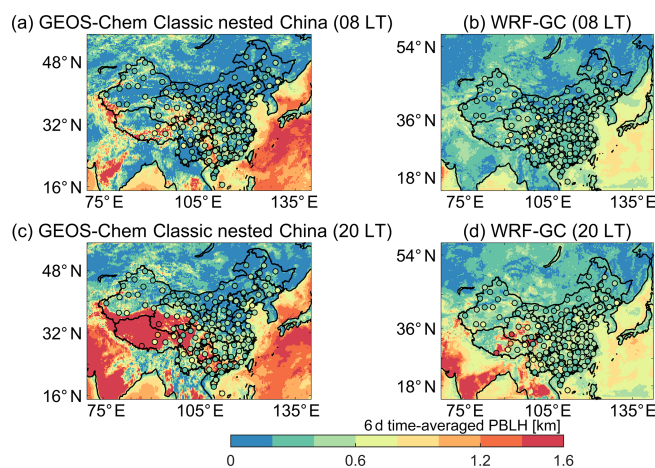 (a) GEOS-Chem Classic nested China (08 LT)
(b) WRF-GC (08 LT)
48° N
32° N
16° N
75° E
105° E
135° E
54° N
36° N
18° N
75° E
105° E
135° E
(c) GEOS-Chem Classic nested China (20 LT)
(d) WRF-GC (20 LT)
48° N
32° N
16° N
75° E
105° E
135° E
54° N
36° N
18° N
75° E
105° E
135° E
6 d time-averaged PBLH [km]
0
0.6
1.2
1.6